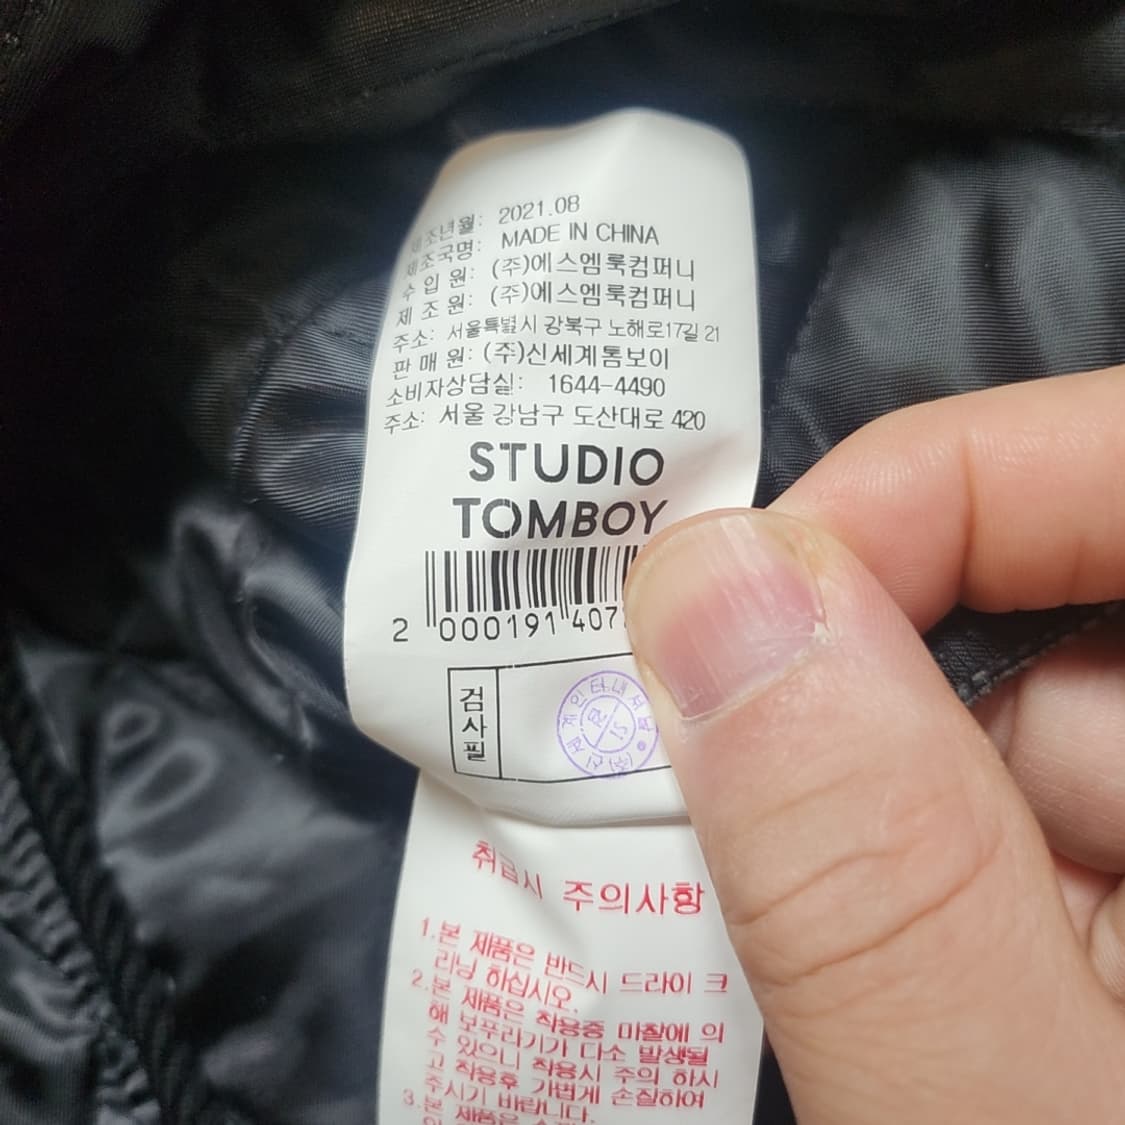 제조년월: 2021.08
제조국명: MADE IN CHINA
수 입 원: (주)에스엠룩컴퍼니
제 조 원: (주)에스엠룩컴퍼니
주소: 서울특별시 강북구 노해로17길 21
판 매 원: (주)신세계톰보이
소비자상담실: 1644-4490
주소: 서울 강남구 도산대로 420
STUDIO
TOMBOY
2 000191 407
검사필
취급시 주의사항
1.본 제품은 반드시 드라이 크
리닝 하십시오.
2.본 제품은 착용중 마찰에 의
해 보푸라기가 다소 발생될
수 있으니 착용시 주의 하시
고 착용후 가볍게 손질하여
주시기 바랍니다.
3.본 제품은